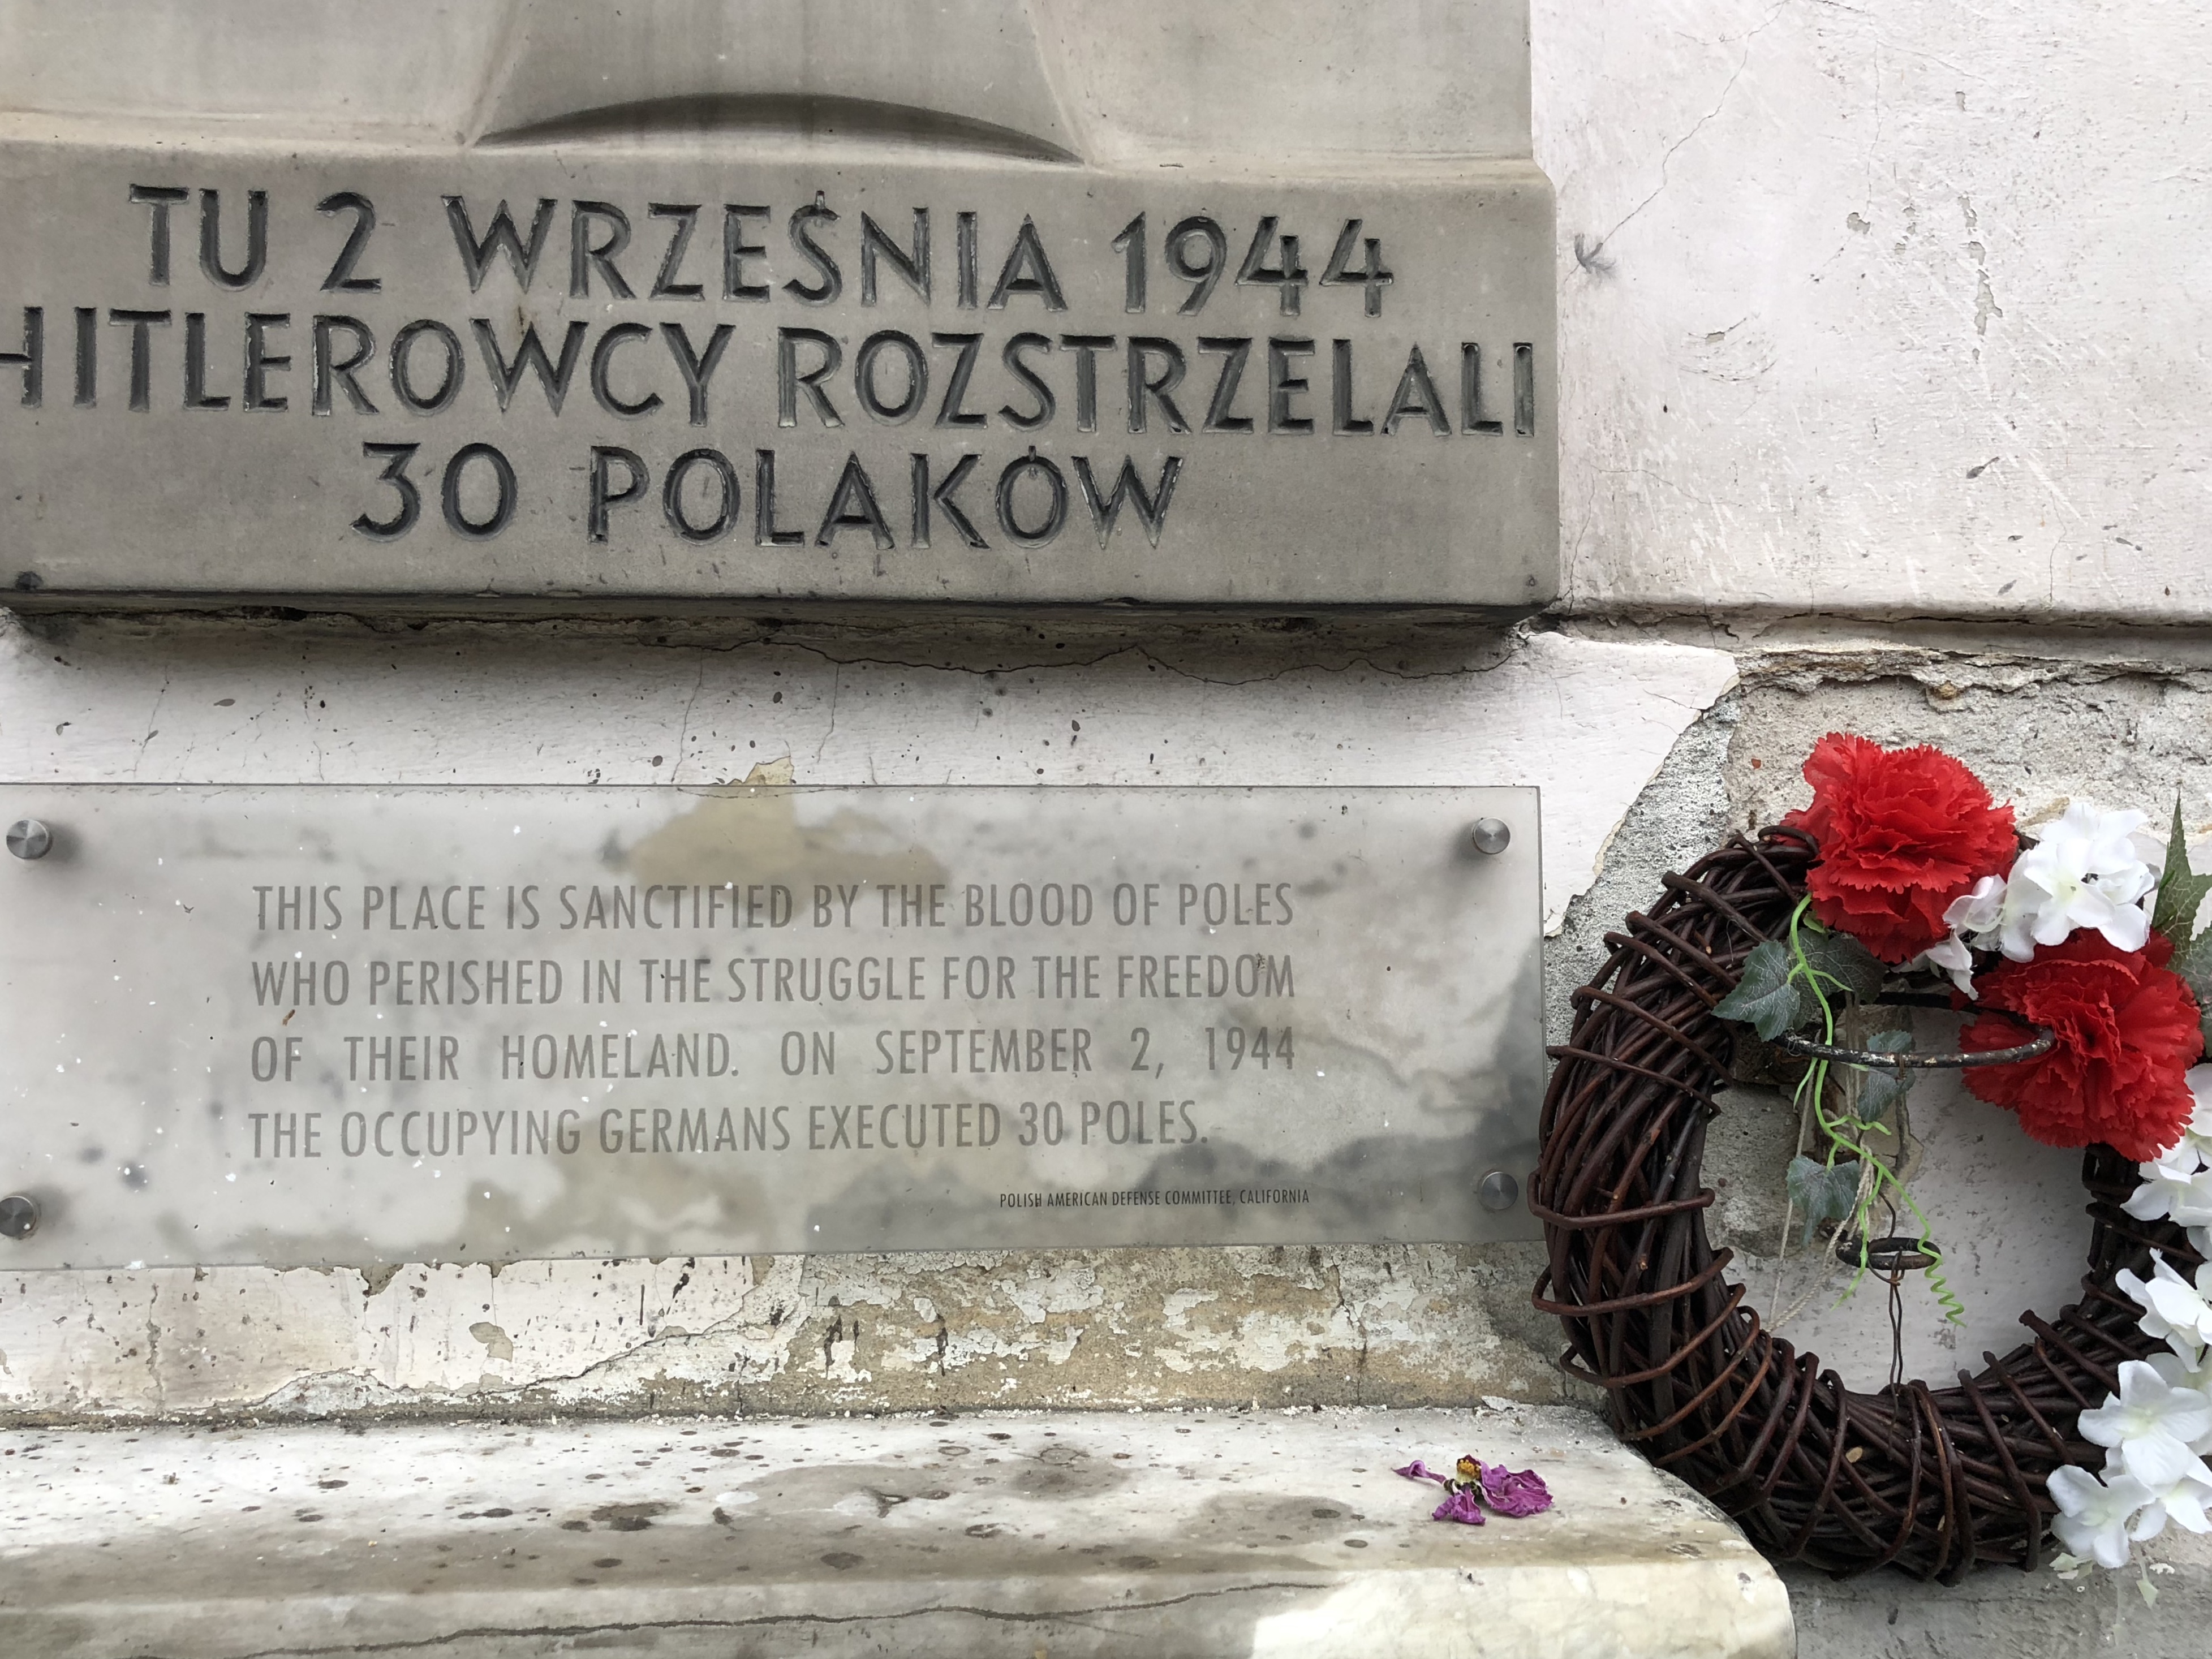 TU 2 WRZEŚNIA 1944
HITLEROWCY ROZSTRZELALI
30 POLAKÓW
THIS PLACE IS SANCTIFIED BY THE BLOOD OF POLES
WHO PERISHED IN THE STRUGGLE FOR THE FREEDOM
OF THEIR HOMELAND. ON SEPTEMBER 2, 1944
THE OCCUPYING GERMANS EXECUTED 30 POLES.
POLISH AMERICAN DEFENSE COMMITTEE, CALIFORNIA